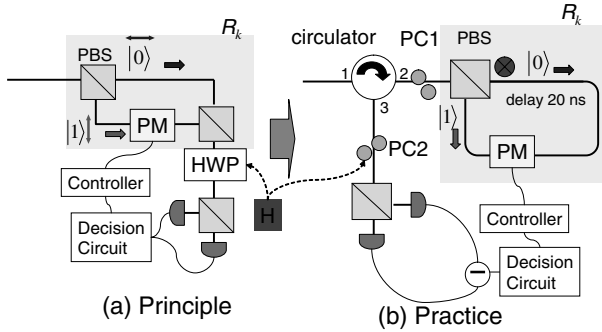 R_k
PBS
|0⟩
|1⟩
PM
HWP
Controller
Decision
Circuit
H
(a) Principle
R_k
circulator
PC1
PBS
|0⟩
1
2
3
delay 20 ns
|1⟩
PM
PC2
Controller
−
Decision
Circuit
(b) Practice